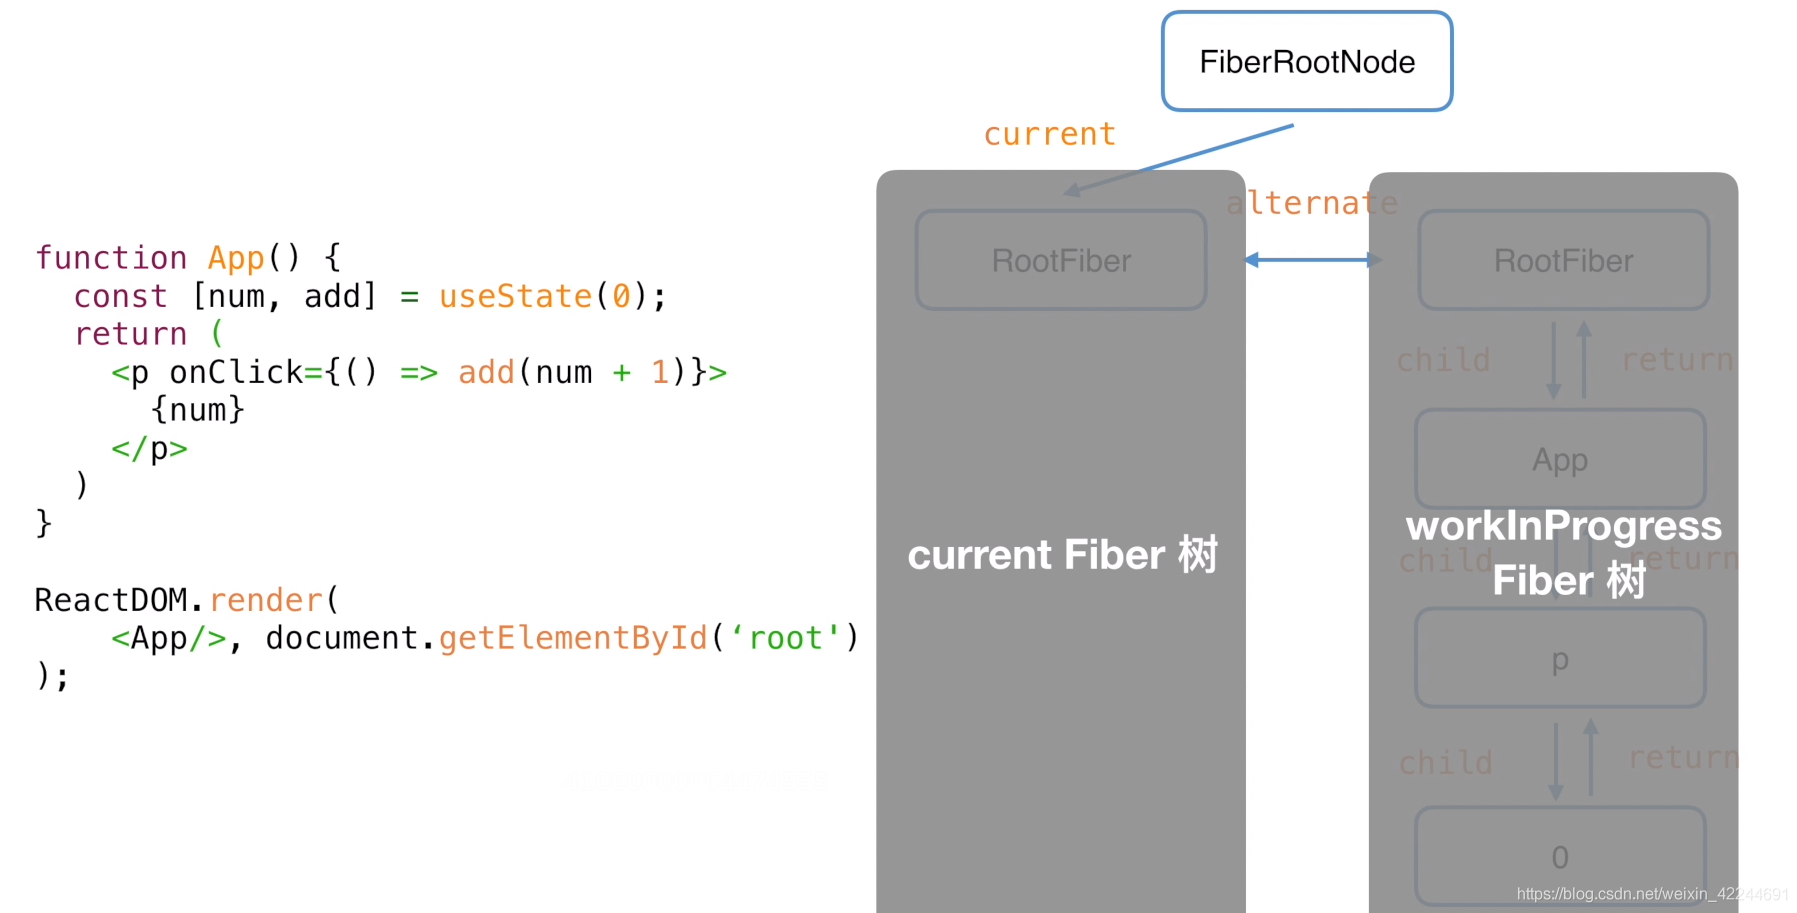 function App() {
const [num, add] = useState(0);
return (
<p onClick={() => add(num + 1)}>
{num}
</p>
)
}
ReactDOM.render(
<App/>, document.getElementById(‘root')
);
FiberRootNode
current
alternate
RootFiber
RootFiber
child
return
App
current Fiber 树
workInProgress
Fiber 树
child
return
p
child
return
0
https://blog.csdn.net/weixin_42244691